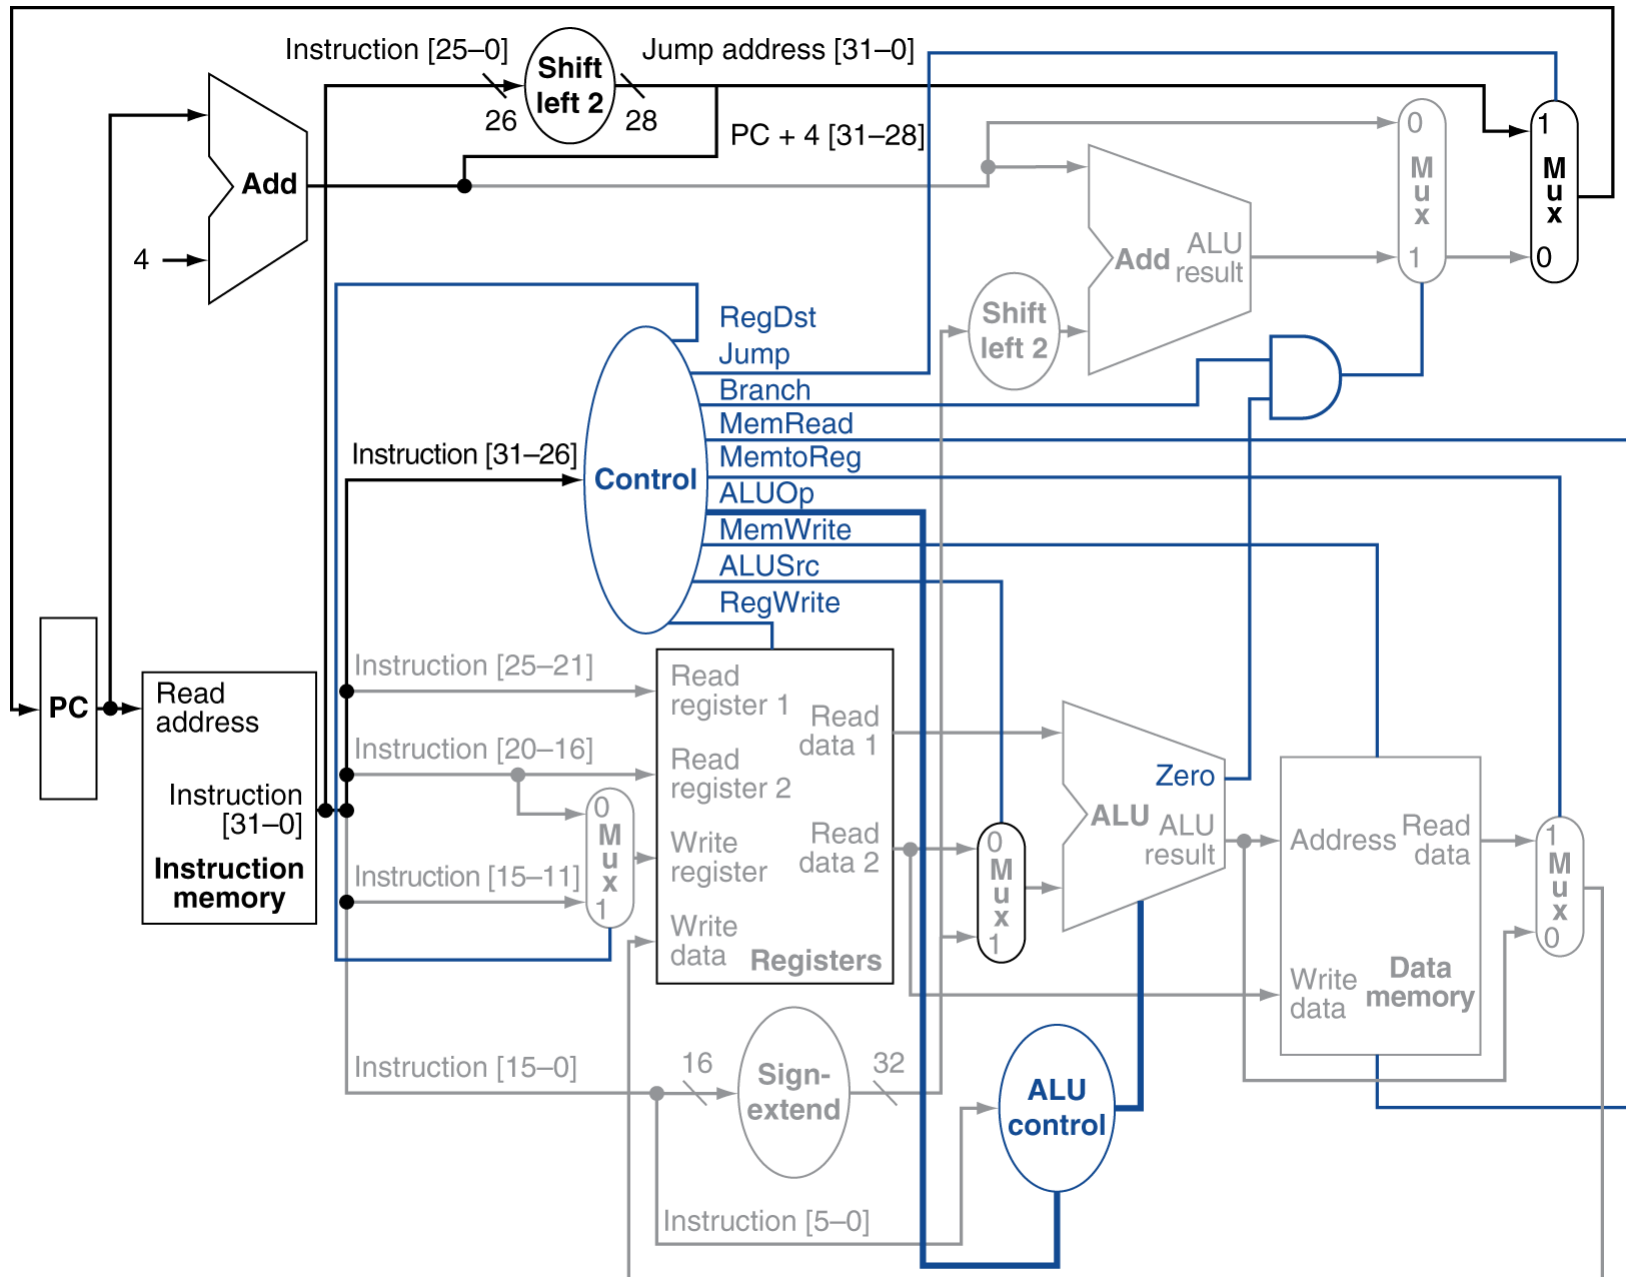 Instruction [25–0]
Shift
left 2
Jump address [31–0]
26
28
PC + 4 [31–28]
Add
4
0
M
u
x
1
1
M
u
x
0
Add
ALU
result
Shift
left 2
RegDst
Jump
Branch
MemRead
MemtoReg
ALUOp
MemWrite
ALUSrc
RegWrite
Instruction [31–26]
Control
PC
Read
address
Instruction
[31–0]
Instruction
memory
Instruction [25–21]
Instruction [20–16]
Instruction [15–11]
0
M
u
x
1
Read
register 1
Read
register 2
Write
register
Write
data
Read
data 1
Read
data 2
Registers
0
M
u
x
1
Zero
ALU
ALU
result
Address
Read
data
Write
data
Data
memory
1
M
u
x
0
Instruction [15–0]
16
Sign-
extend
32
ALU
control
Instruction [5–0]